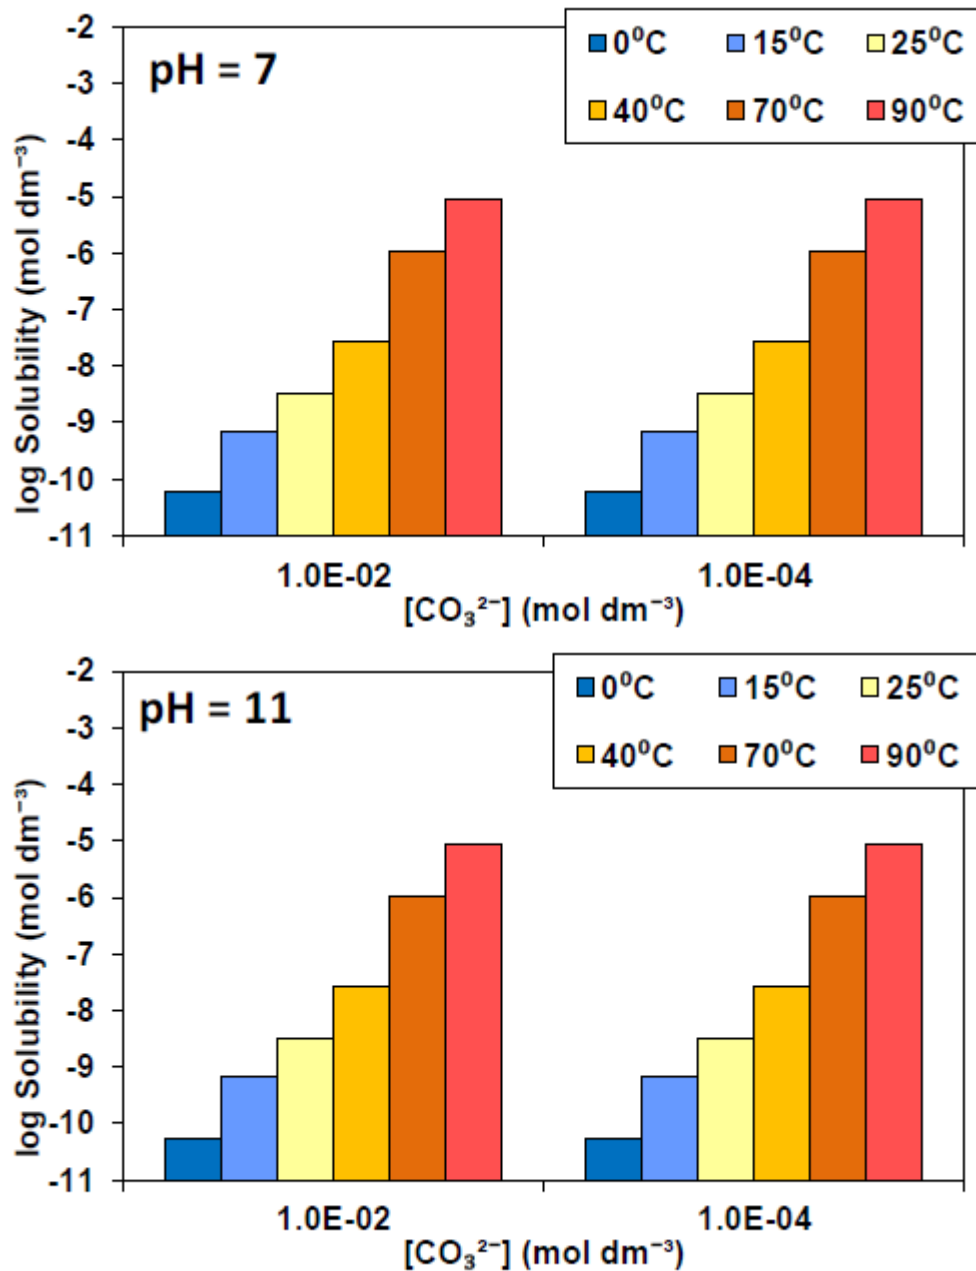 pH = 7
0⁰C 15⁰C 25⁰C
40⁰C 70⁰C 90⁰C
log Solubility (mol dm⁻³)
-2
-3
-4
-5
-6
-7
-8
-9
-10
-11
1.0E-02 1.0E-04
[CO₃²⁻] (mol dm⁻³)
pH = 11
0⁰C 15⁰C 25⁰C
40⁰C 70⁰C 90⁰C
log Solubility (mol dm⁻³)
-2
-3
-4
-5
-6
-7
-8
-9
-10
-11
1.0E-02 1.0E-04
[CO₃²⁻] (mol dm⁻³)